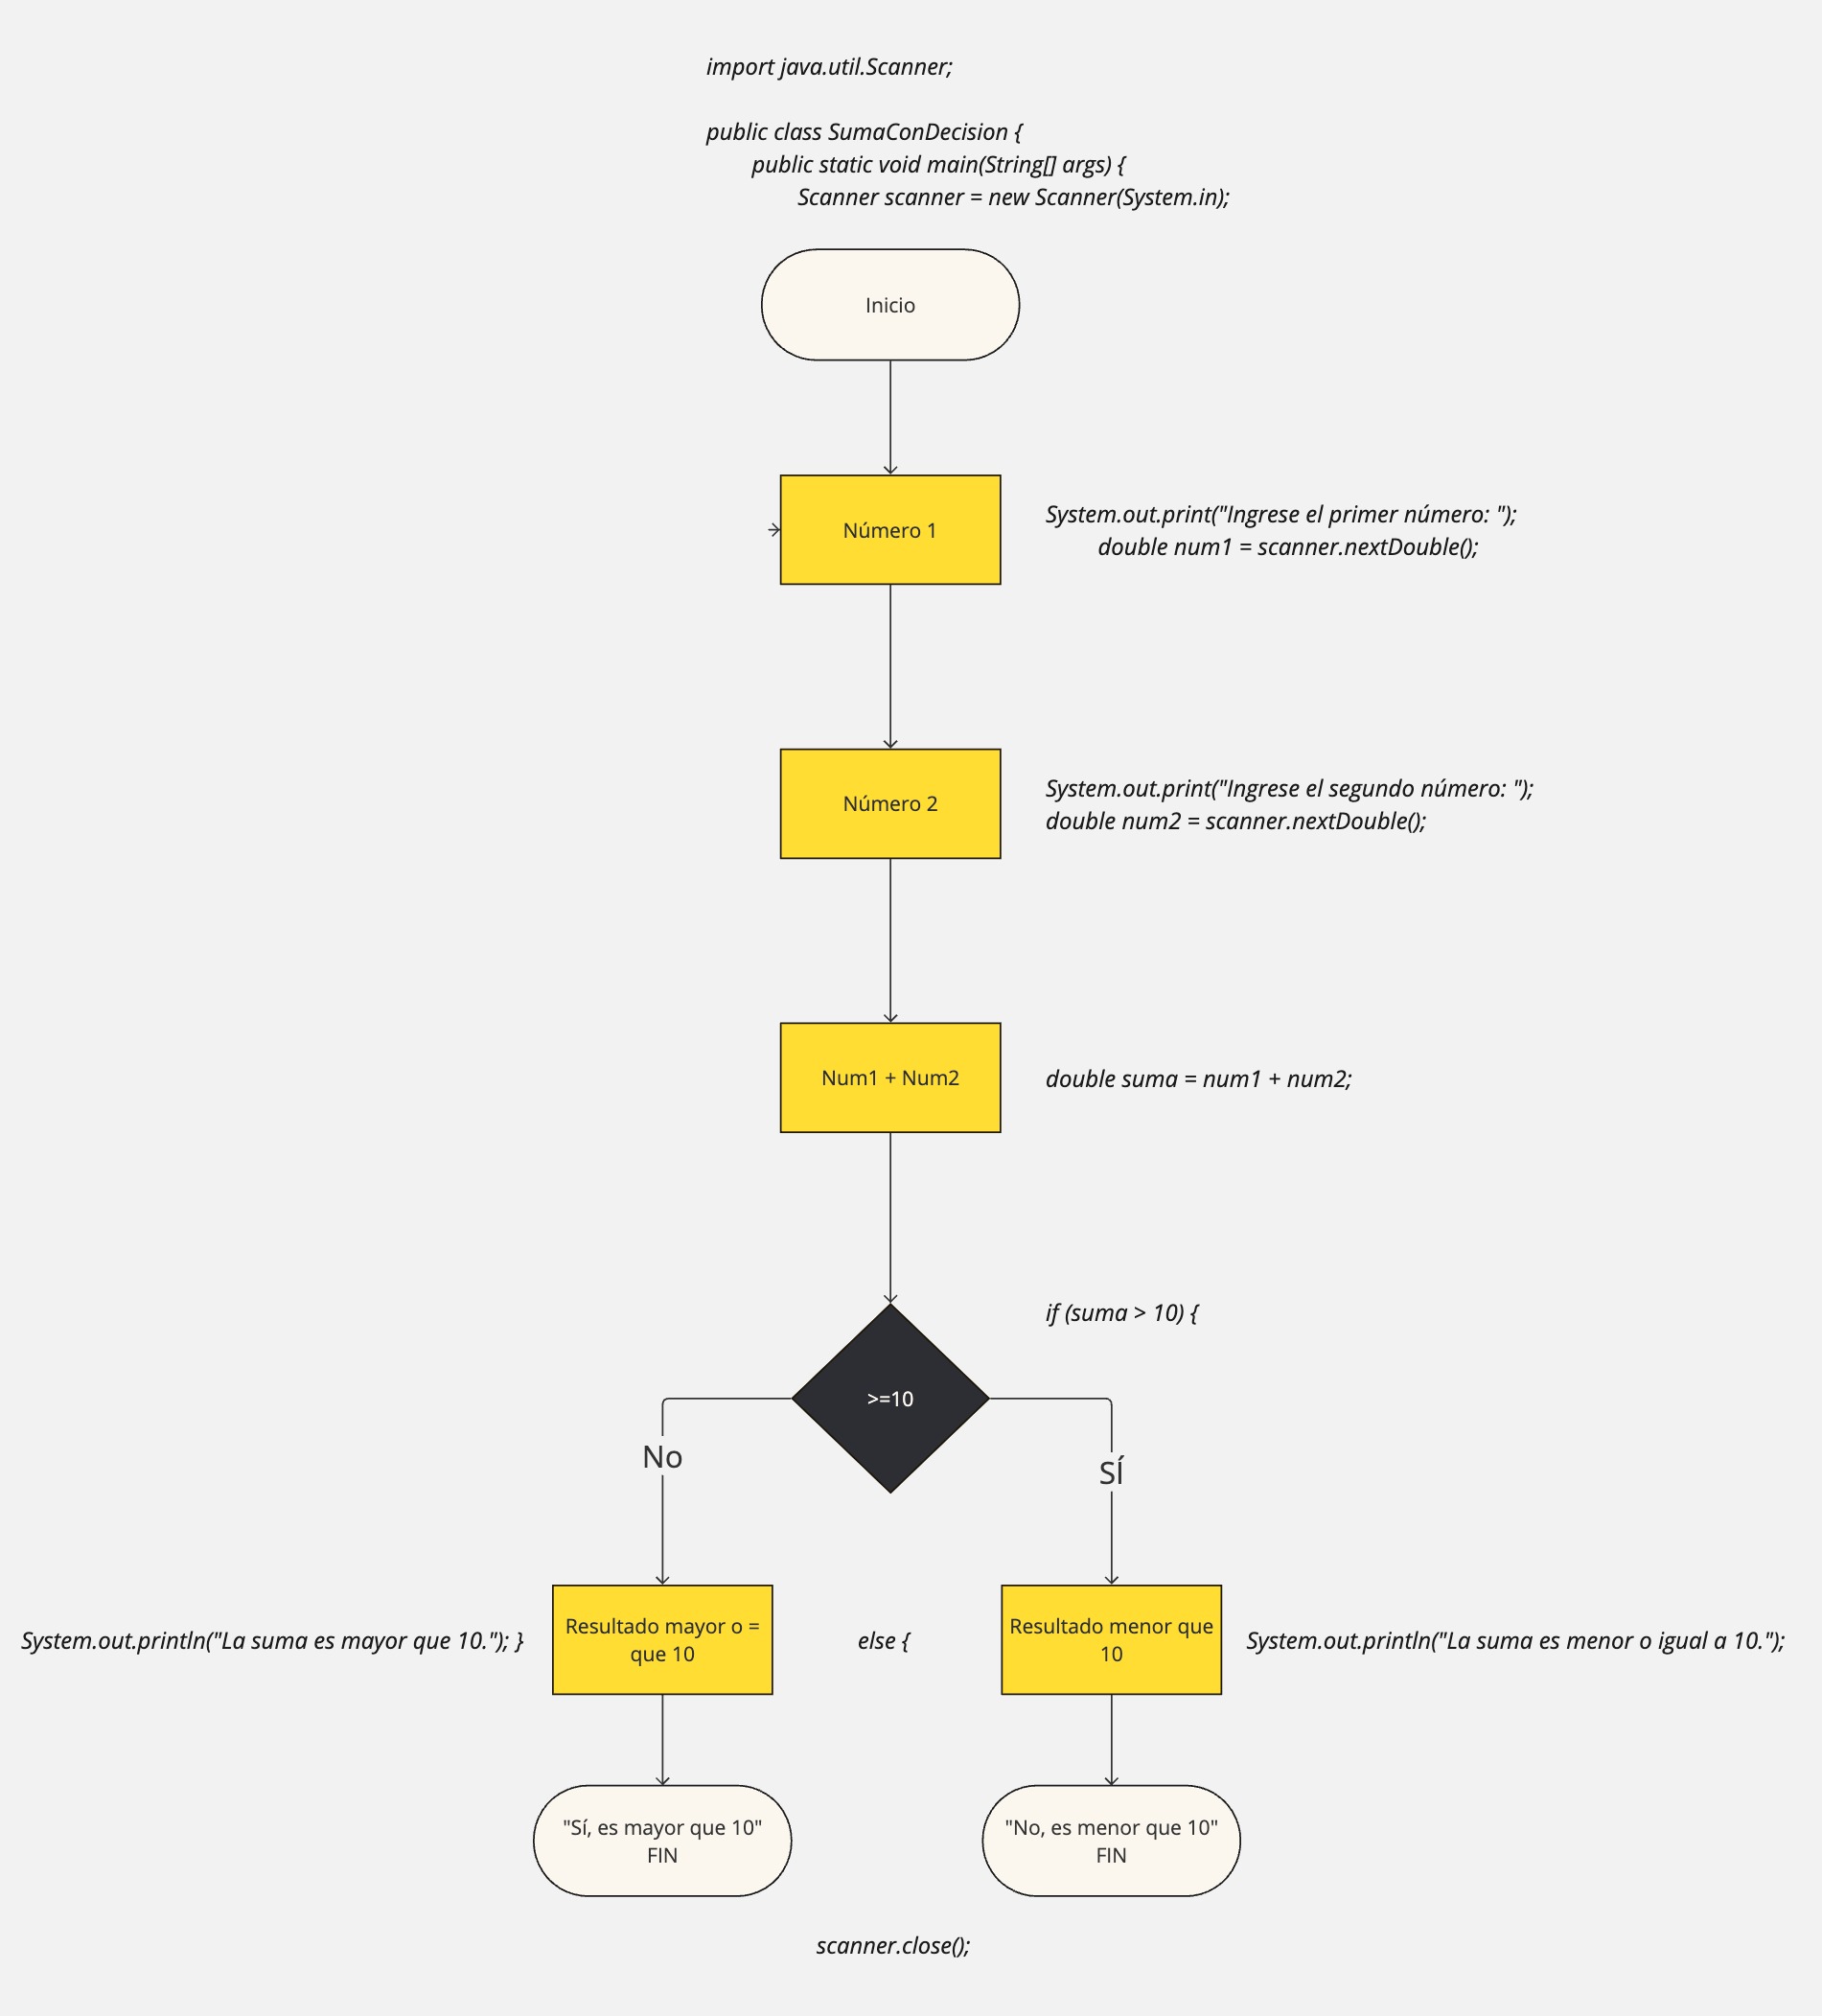 import java.util.Scanner;
public class SumaConDecision {
public static void main(String[] args) {
Scanner scanner = new Scanner(System.in);
Inicio
Número 1
System.out.print("Ingrese el primer número: ");
double num1 = scanner.nextDouble();
Número 2
System.out.print("Ingrese el segundo número: ");
double num2 = scanner.nextDouble();
Num1 + Num2
double suma = num1 + num2;
if (suma > 10) {
>=10
No
SÍ
System.out.println("La suma es mayor que 10."); }
Resultado mayor o =
que 10
else {
Resultado menor que
10
System.out.println("La suma es menor o igual a 10.");
"Sí, es mayor que 10"
FIN
"No, es menor que 10"
FIN
scanner.close();